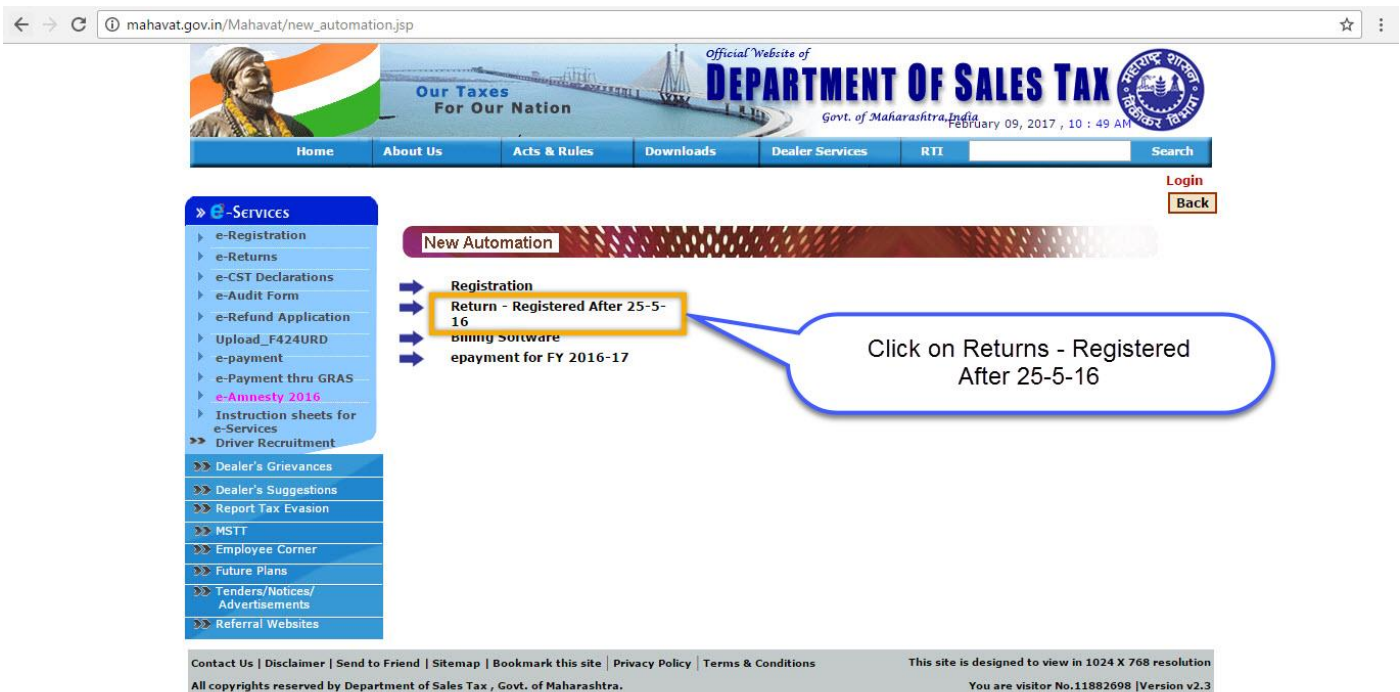 mahavat.gov.in/Mahavat/new_automation.jsp
Our Taxes
For Our Nation
Official Website of
DEPARTMENT OF SALES TAX
Govt. of Maharashtra,India
February 09, 2017 , 10 : 49 AM
महाराष्ट्र शासन
विक्रीकर विभाग
Home About Us Acts & Rules Downloads Dealer Services RTI Search
Login
Back
» e-Services
e-Registration
e-Returns
e-CST Declarations
e-Audit Form
e-Refund Application
Upload_F424URD
e-payment
e-Payment thru GRAS
e-Amnesty 2016
Instruction sheets for
e-Services
Driver Recruitment
Dealer's Grievances
Dealer's Suggestions
Report Tax Evasion
MSTT
Employee Corner
Future Plans
Tenders/Notices/
Advertisements
Referral Websites
New Automation
Registration
Return - Registered After 25-5-
16
Billing Software
epayment for FY 2016-17
Click on Returns - Registered
After 25-5-16
Contact Us | Disclaimer | Send to Friend | Sitemap | Bookmark this site | Privacy Policy | Terms & Conditions
This site is designed to view in 1024 X 768 resolution
All copyrights reserved by Department of Sales Tax , Govt. of Maharashtra.
You are visitor No.11882698 |Version v2.3